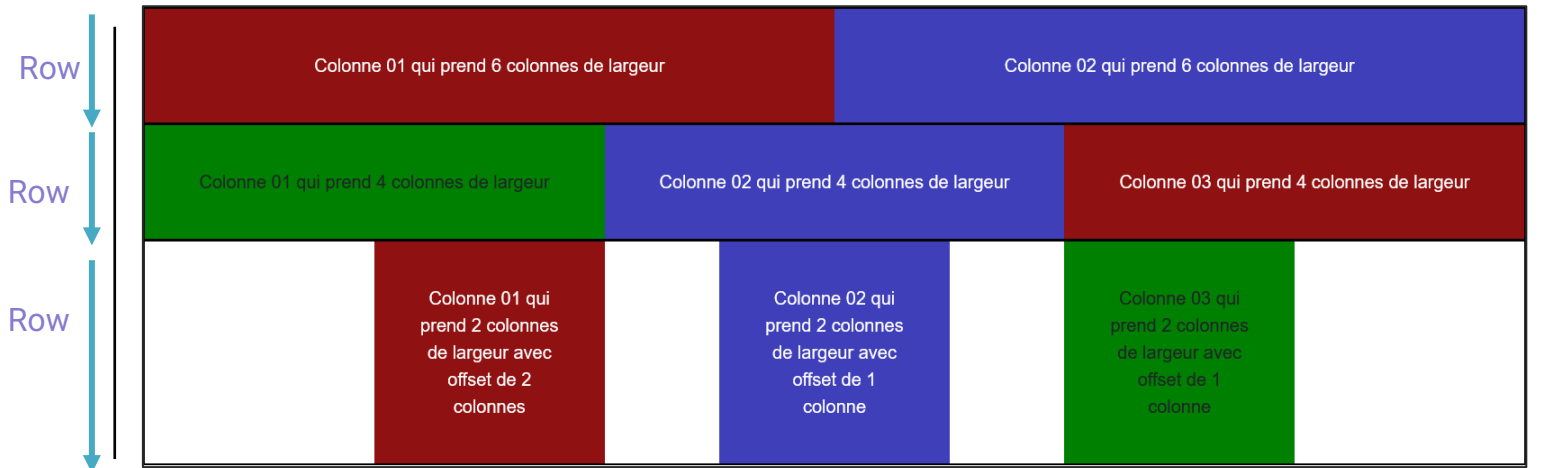 Row
Colonne 01 qui prend 6 colonnes de largeur
Colonne 02 qui prend 6 colonnes de largeur
Row
Colonne 01 qui prend 4 colonnes de largeur
Colonne 02 qui prend 4 colonnes de largeur
Colonne 03 qui prend 4 colonnes de largeur
Row
Colonne 01 qui
prend 2 colonnes
de largeur avec
offset de 2
colonnes
Colonne 02 qui
prend 2 colonnes
de largeur avec
offset de 1
colonne
Colonne 03 qui
prend 2 colonnes
de largeur avec
offset de 1
colonne